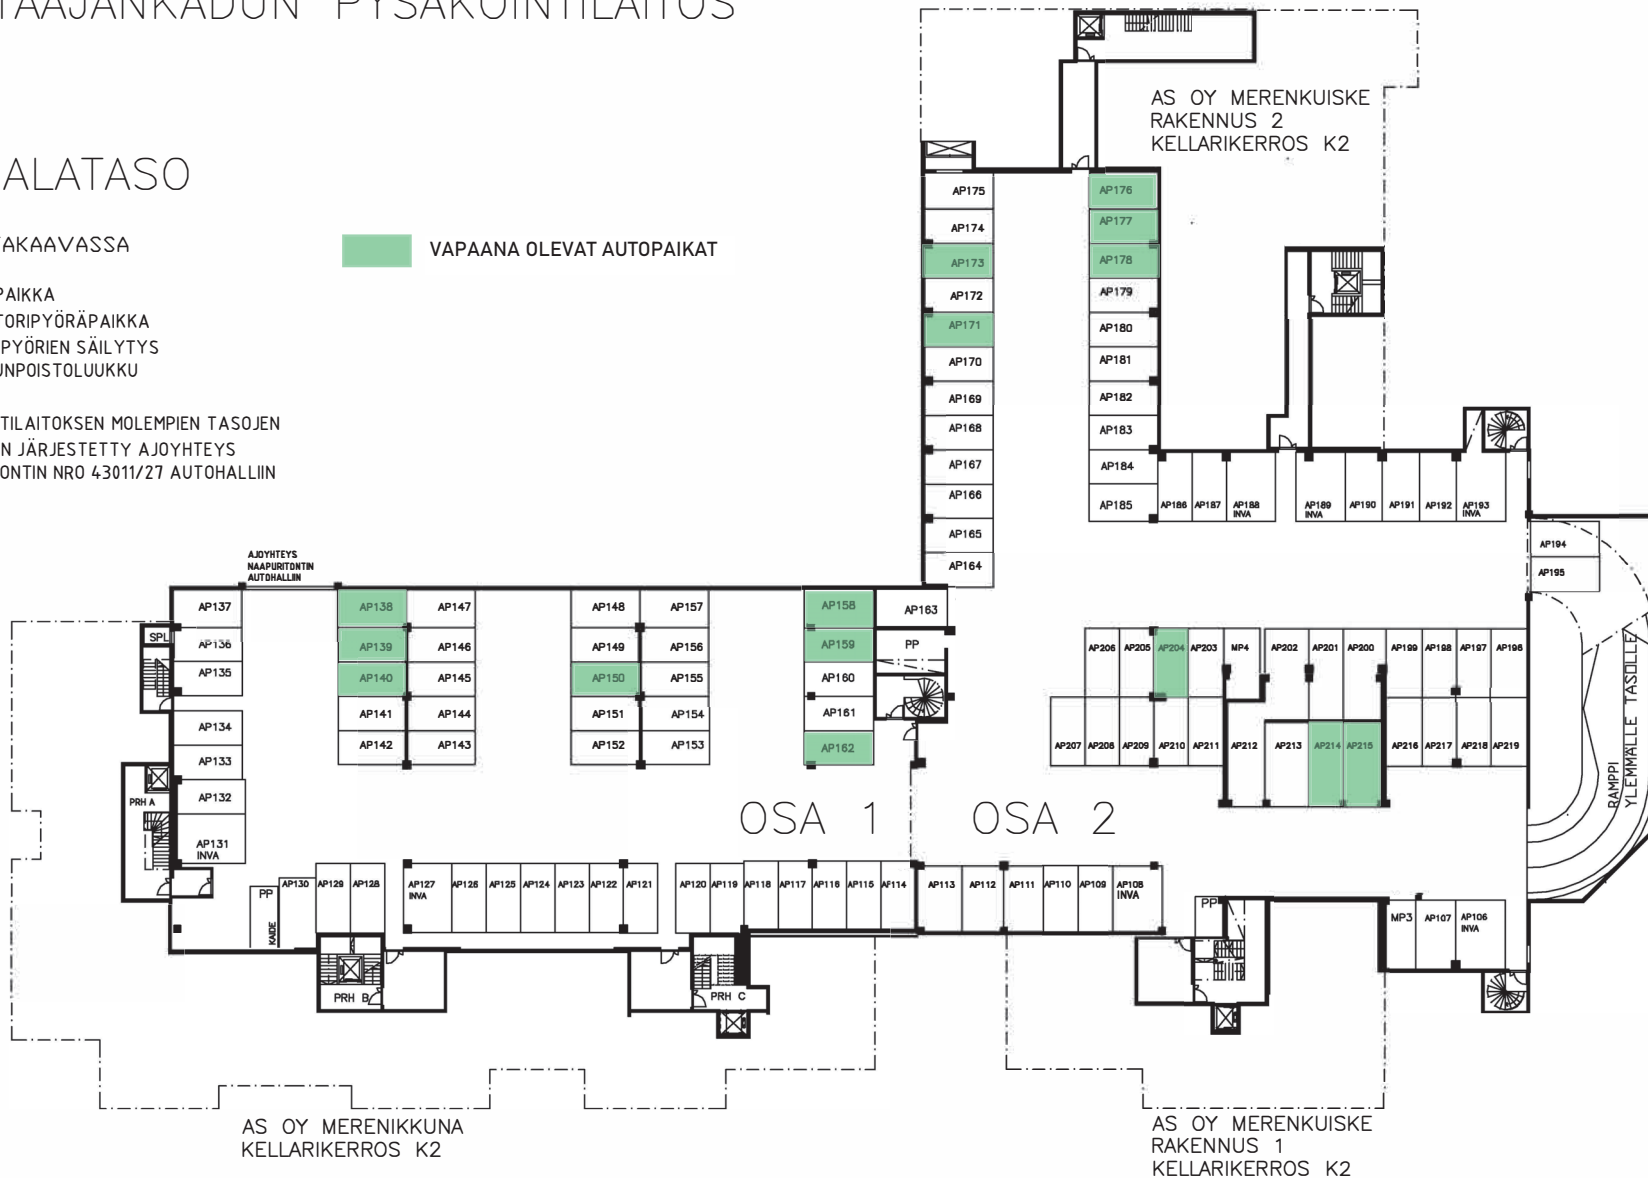 TAAJANKADUN PYSÄKÖINTILAITOS
ALATASO
AKAAVASSA
PAIKKA
TORIPYÖRÄPAIKKA
PYÖRIEN SÄILYTYS
UNPOISTOLUUKKU
TILAITOKSEN MOLEMPIEN TASOJEN
N JÄRJESTETTY AJOYHTEYS
ONTIN NRO 43011/27 AUTOHALLIIN
VAPAANA OLEVAT AUTOPAIKAT
AS OY MERENKUISKE
RAKENNUS 2
KELLARIKERROS K2
AP175
AP174
AP173
AP172
AP171
AP170
AP169
AP168
AP167
AP166
AP165
AP164
AP176
AP177
AP178
AP179
AP180
AP181
AP182
AP183
AP184
AP185
AP186 AP187 AP188 AP189 AP190 AP191 AP192 AP193
INVA INVA INVA
AP194
AP195
AJOYHTEYS
NAAPURITONTIN
AUTOHALLIIN
AP137
SPL
AP136
AP135
AP134
AP133
AP132
PRH A
AP131
INVA
AP138 AP147
AP139 AP146
AP140 AP145
AP141 AP144
AP142 AP143
AP148 AP157
AP149 AP156
AP150 AP155
AP151 AP154
AP152 AP153
AP158 AP163
AP159 PP
AP160
AP161
AP162
AP206 AP205 AP204 AP203 MP4 AP202 AP201 AP200 AP199 AP198 AP197 AP196
AP207 AP208 AP209 AP210 AP211 AP212 AP213 AP214 AP215 AP216 AP217 AP218 AP219
RAMPPI
YLEMMÄLLE TASOLLE
OSA 1 OSA 2
PP
KAIDE
AP130 AP129 AP128 AP127 AP126 AP125 AP124 AP123 AP122 AP121 AP120 AP119 AP118 AP117 AP116 AP115 AP114
INVA
AP113 AP112 AP111 AP110 AP109 AP108
INVA
PP
MP3 AP107 AP106
INVA
PRH B
PRH C
AS OY MERENIKKUNA
KELLARIKERROS K2
AS OY MERENKUISKE
RAKENNUS 1
KELLARIKERROS K2